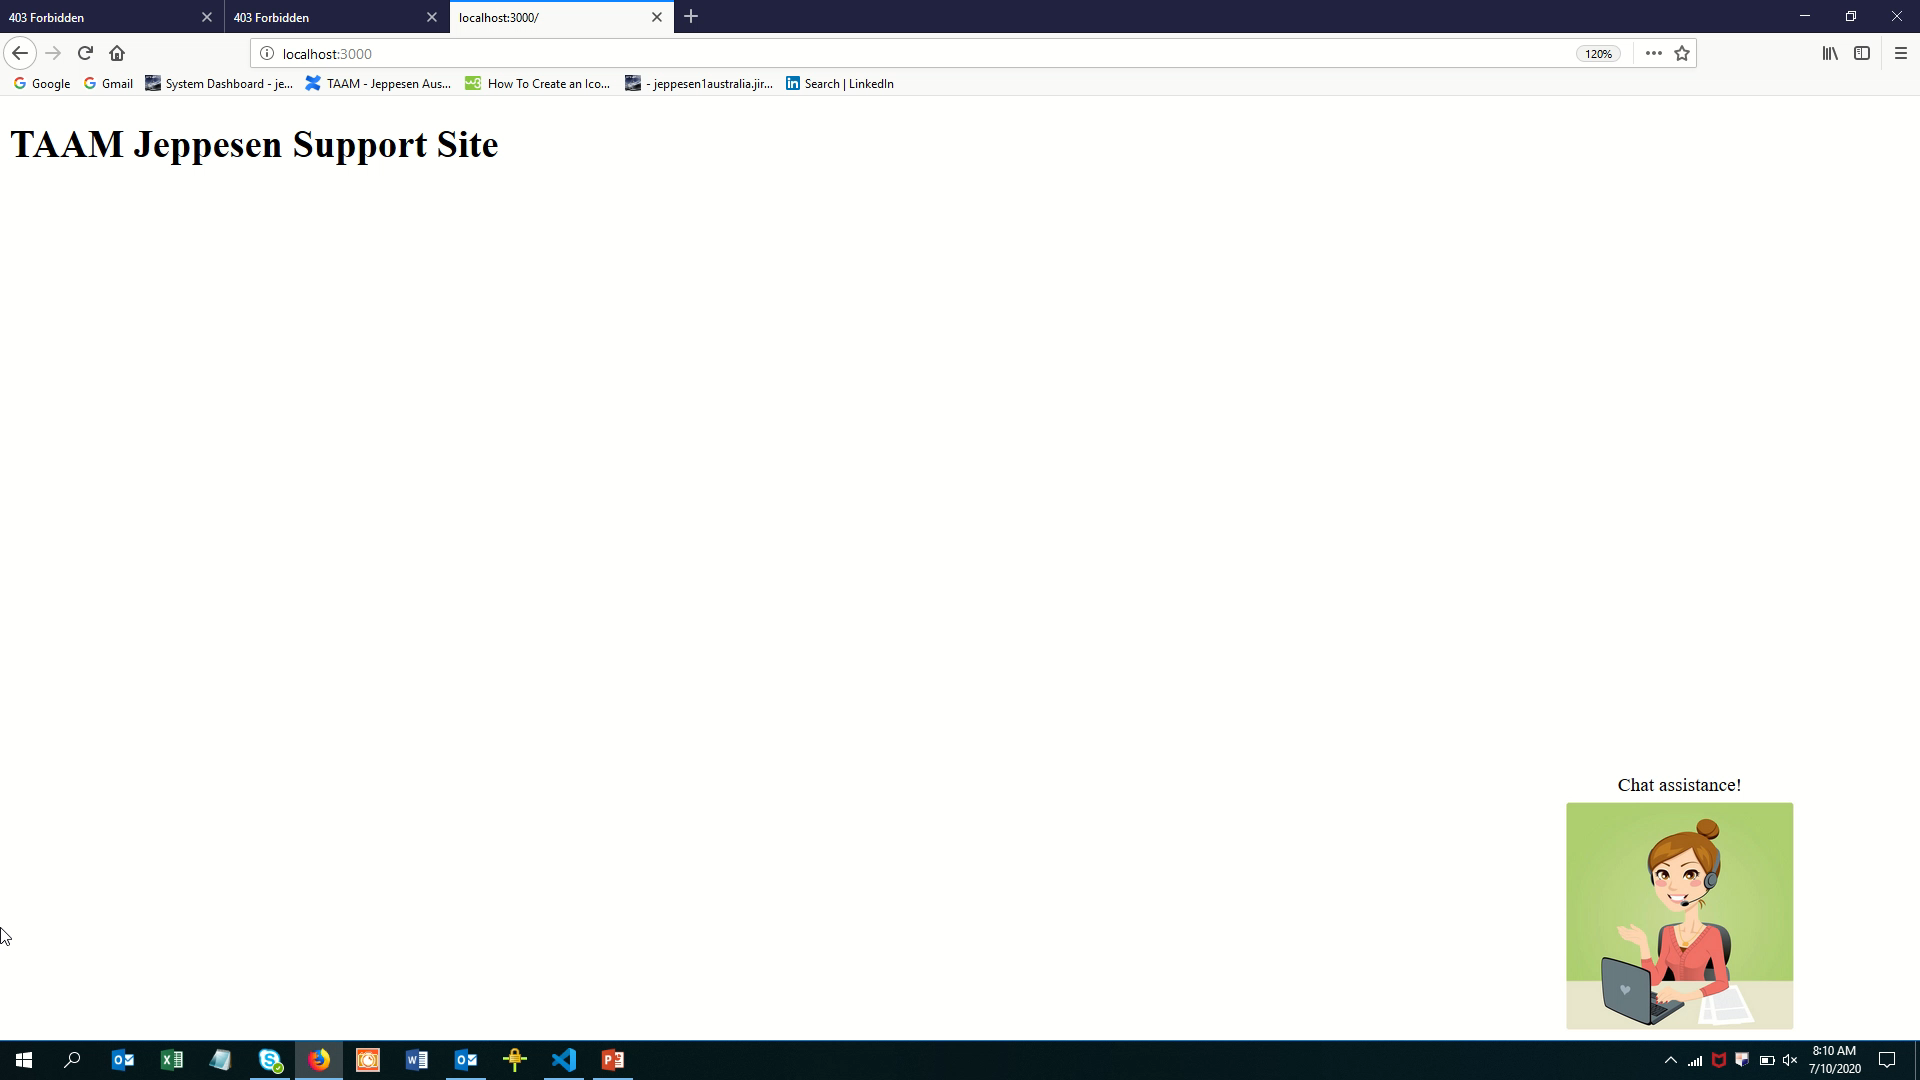 403 Forbidden
403 Forbidden
localhost:3000/
localhost:3000
120%
Google
Gmail
System Dashboard - je...
TAAM - Jeppesen Aus...
How To Create an Ico...
- jeppesen1australia.jir...
Search | LinkedIn
TAAM Jeppesen Support Site
Chat assistance!
8:10 AM
7/10/2020